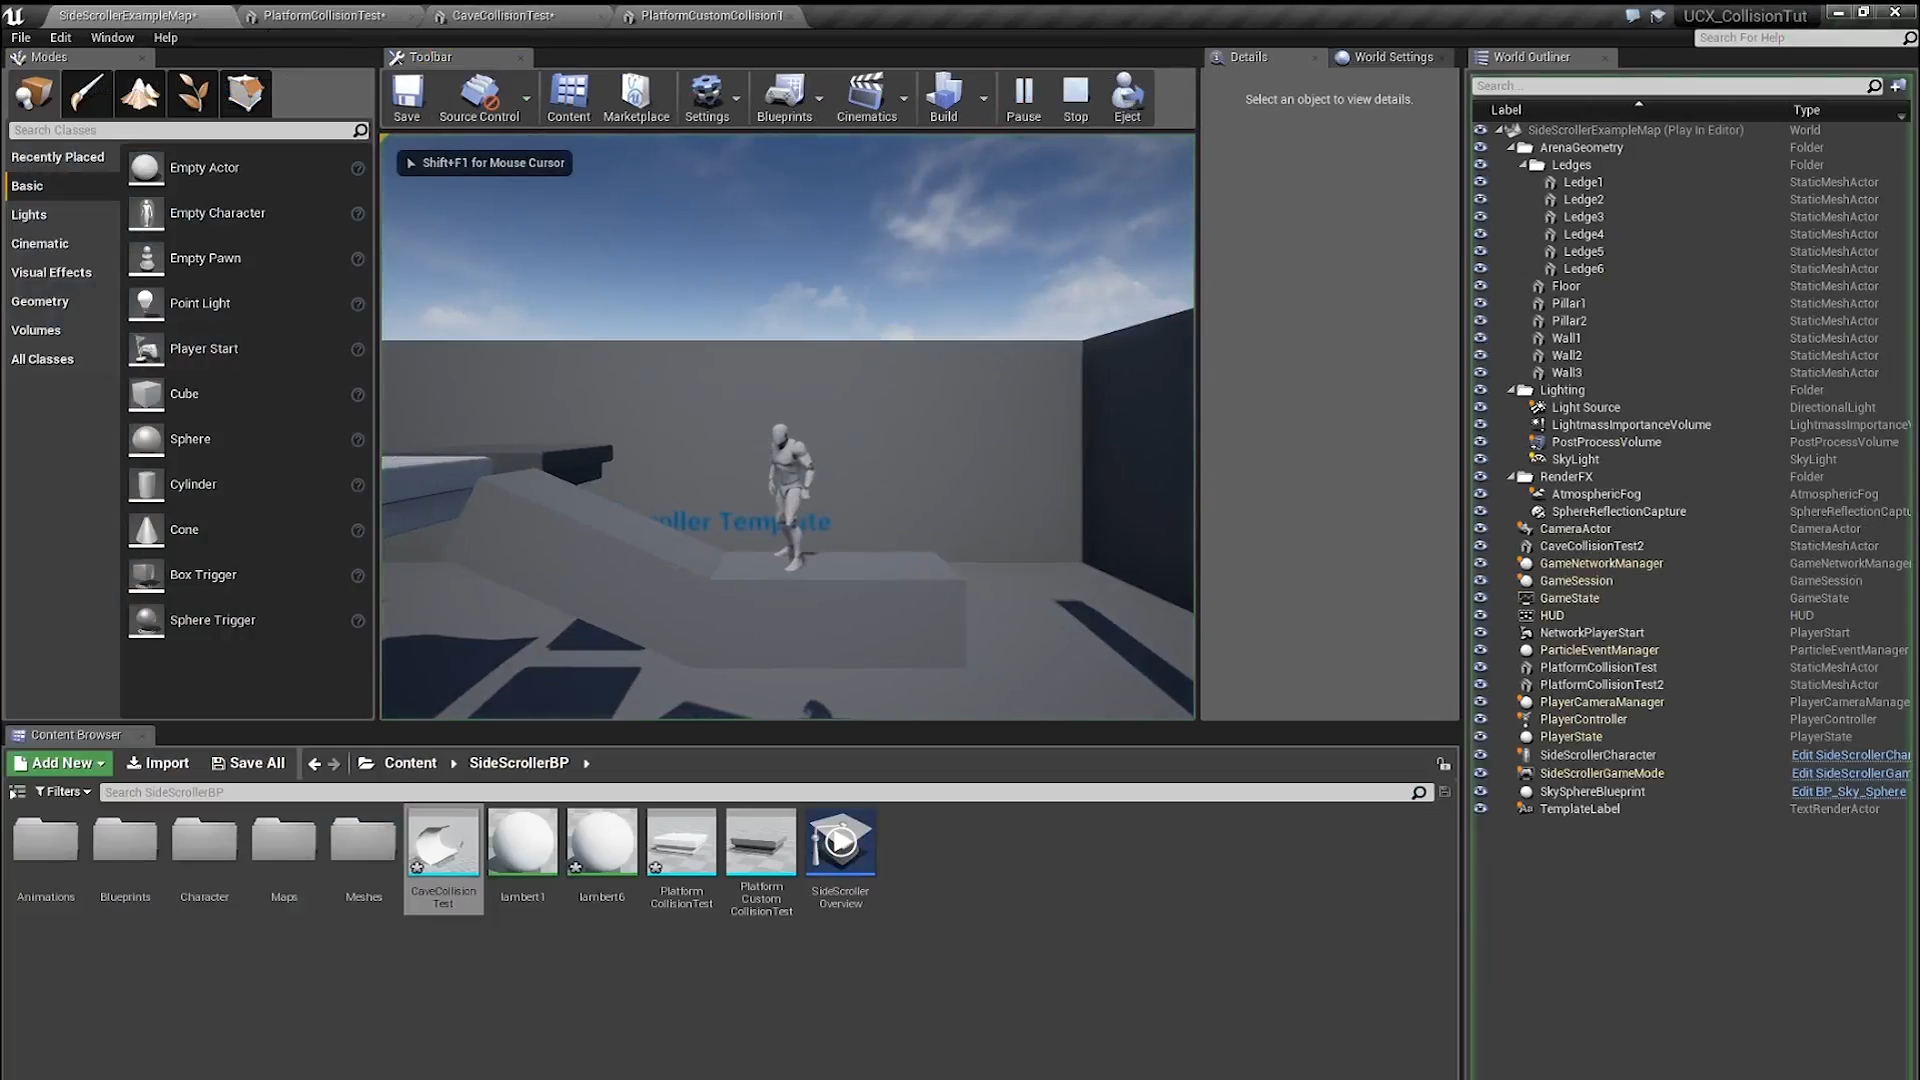 SideScrollerExampleMap*
PlatformCollisionTest*
CaveCollisionTest*
PlatformCustomCollisionT
UCX_CollisionTut
File Edit Window Help
Search For Help
Modes
Search Classes
Recently Placed
Basic
Lights
Cinematic
Visual Effects
Geometry
Volumes
All Classes
Empty Actor
Empty Character
Empty Pawn
Point Light
Player Start
Cube
Sphere
Cylinder
Cone
Box Trigger
Sphere Trigger
Toolbar
Save
Source Control
Content
Marketplace
Settings
Blueprints
Cinematics
Build
Pause
Stop
Eject
Shift+F1 for Mouse Cursor
roller Template
Details
World Settings
Select an object to view details.
World Outliner
Search...
Label Type
SideScrollerExampleMap (Play In Editor) World
ArenaGeometry Folder
Ledges Folder
Ledge1 StaticMeshActor
Ledge2 StaticMeshActor
Ledge3 StaticMeshActor
Ledge4 StaticMeshActor
Ledge5 StaticMeshActor
Ledge6 StaticMeshActor
Floor StaticMeshActor
Pillar1 StaticMeshActor
Pillar2 StaticMeshActor
Wall1 StaticMeshActor
Wall2 StaticMeshActor
Wall3 StaticMeshActor
Lighting Folder
Light Source DirectionalLight
LightmassImportanceVolume LightmassImportanceV
PostProcessVolume PostProcessVolume
SkyLight SkyLight
RenderFX Folder
AtmosphericFog AtmosphericFog
SphereReflectionCapture SphereReflectionCaptu
CameraActor CameraActor
CaveCollisionTest2 StaticMeshActor
GameNetworkManager GameNetworkManage
GameSession GameSession
GameState GameState
HUD HUD
NetworkPlayerStart PlayerStart
ParticleEventManager ParticleEventManager
PlatformCollisionTest StaticMeshActor
PlatformCollisionTest2 StaticMeshActor
PlayerCameraManager PlayerCameraManager
PlayerController PlayerController
PlayerState PlayerState
SideScrollerCharacter Edit SideScrollerChar
SideScrollerGameMode Edit SideScrollerGam
SkySphereBlueprint Edit BP_Sky_Sphere
TemplateLabel TextRenderActor
Content Browser
Add New Import Save All Content SideScrollerBP
Filters Search SideScrollerBP
Animations
Blueprints
Character
Maps
Meshes
CaveCollision
Test
lambert1
lambert6
Platform
CollisionTest
Platform
Custom
CollisionTest
SideScroller
Overview